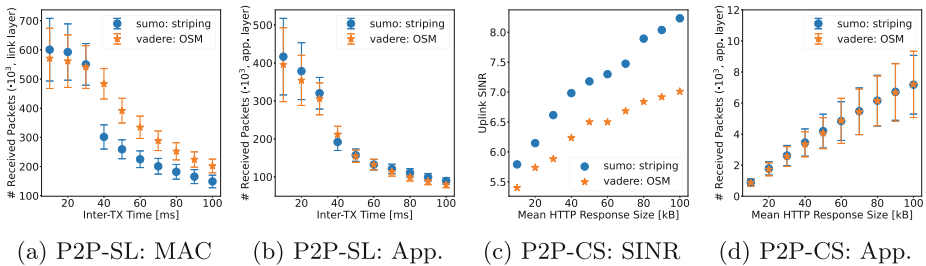 # Received Packets (·10³, link layer)
700
600
500
400
300
200
100
20
40
60
80
100
Inter-TX Time [ms]
sumo: striping
vadere: OSM
(a) P2P-SL: MAC
# Received Packets (·10³, app. layer)
500
400
300
200
100
20
40
60
80
100
Inter-TX Time [ms]
sumo: striping
vadere: OSM
(b) P2P-SL: App.
Uplink SINR
8.0
7.5
7.0
6.5
6.0
5.5
20
40
60
80
100
Mean HTTP Response Size [kB]
sumo: striping
vadere: OSM
(c) P2P-CS: SINR
# Received Packets (·10³, app. layer)
12
10
8
6
4
2
0
20
40
60
80
100
Mean HTTP Response Size [kB]
sumo: striping
vadere: OSM
(d) P2P-CS: App.